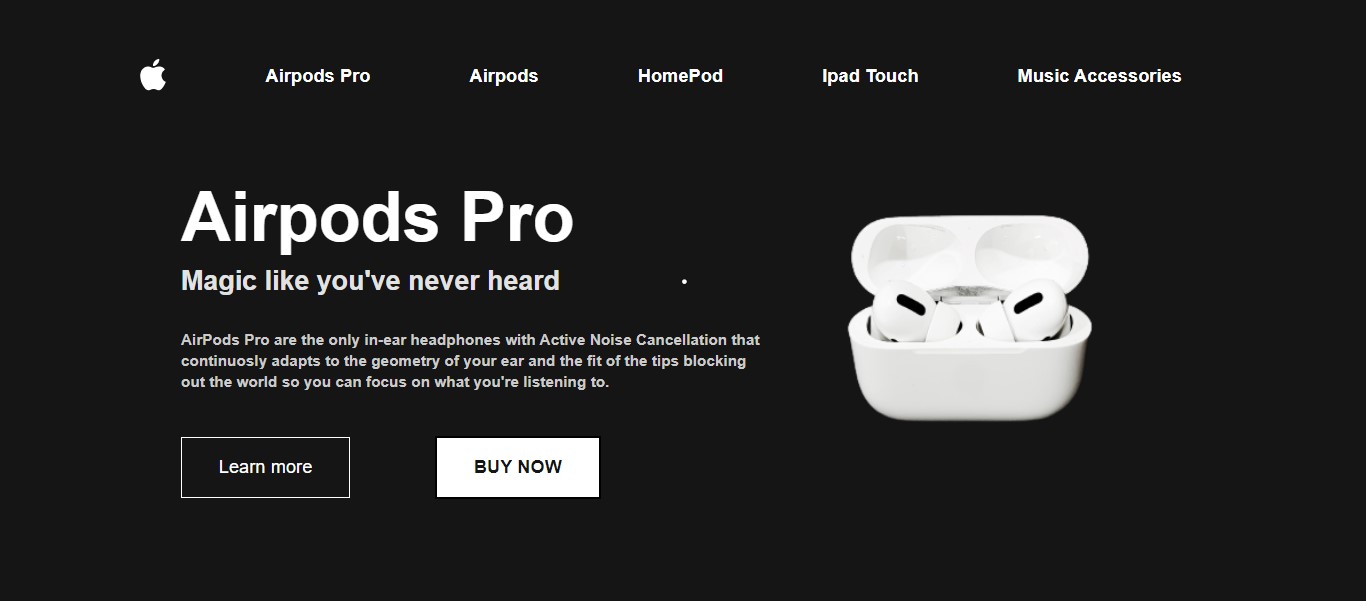 Airpods Pro Airpods HomePod Ipad Touch Music Accessories
Airpods Pro
Magic like you've never heard
AirPods Pro are the only in-ear headphones with Active Noise Cancellation that
continuosly adapts to the geometry of your ear and the fit of the tips blocking
out the world so you can focus on what you're listening to.
Learn more BUY NOW